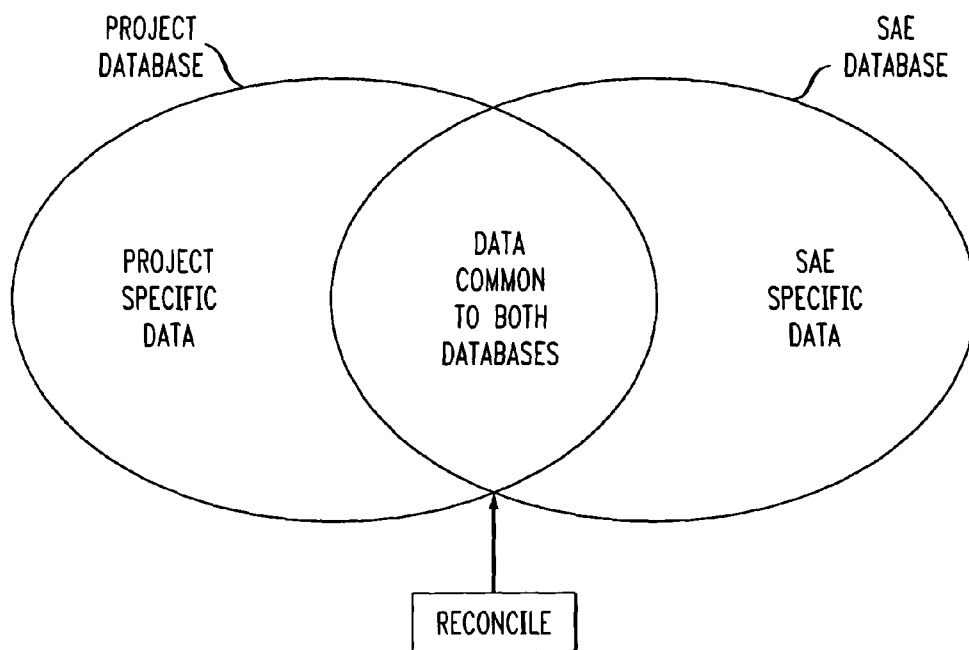 PROJECT
DATABASE
SAE
DATABASE
PROJECT
SPECIFIC
DATA
DATA
COMMON
TO BOTH
DATABASES
SAE
SPECIFIC
DATA
RECONCILE